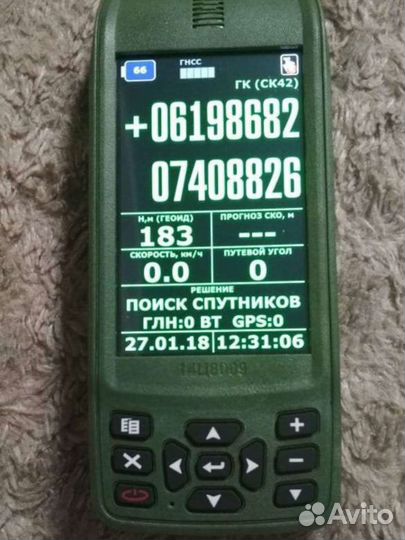 66
ГНСС
ГК (СК42)
+06198682
07408826
Н,м (ГЕОИД) ПРОГНОЗ СКО, м
183 ---
СКОРОСТЬ, км/ч ПУТЕВОЙ УГОЛ
0.0 0
РЕШЕНИЕ
ПОИСК СПУТНИКОВ
ГЛН:0 ВТ GPS:0
27.01.18 12:31:06
14Ц8009
Avito